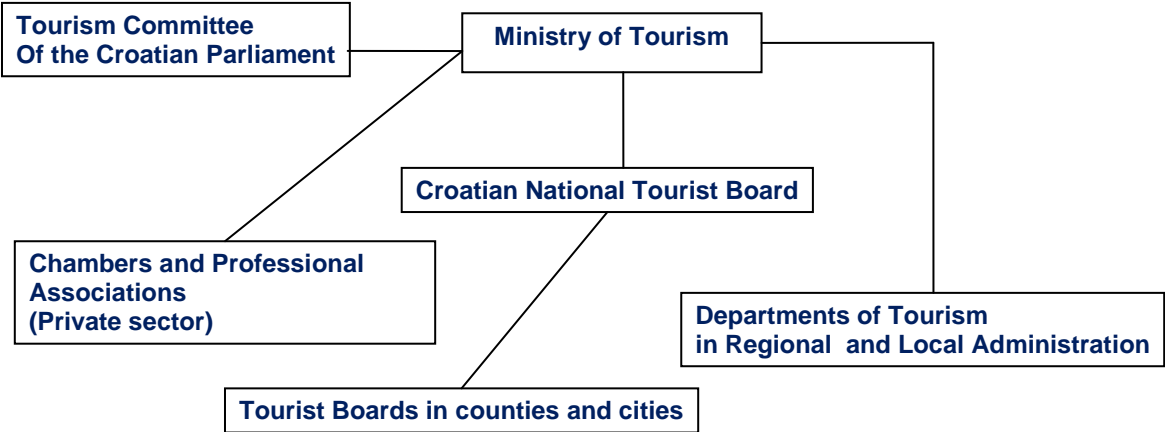 Tourism Committee
Of the Croatian Parliament
Ministry of Tourism
Croatian National Tourist Board
Chambers and Professional
Associations
(Private sector)
Departments of Tourism
in Regional  and Local Administration
Tourist Boards in counties and cities